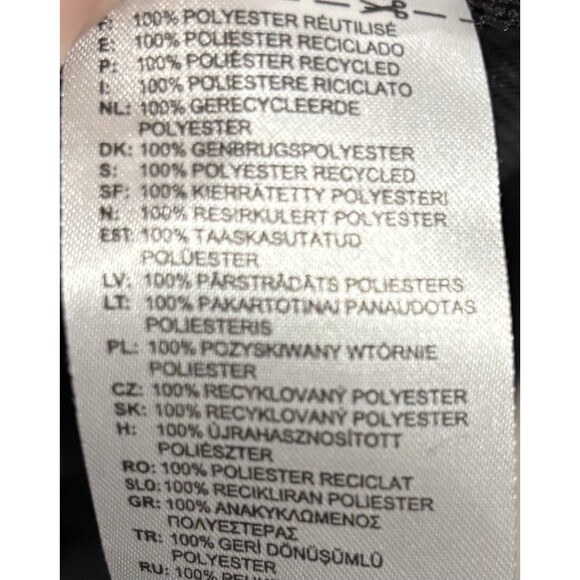 F: 100% POLYESTER RÉUTILISÉ
E: 100% POLIESTER RECICLADO
P: 100% POLIÉSTER RECYCLED
I: 100% POLIESTERE RICICLATO
NL: 100% GERECYCLEERDE
POLYESTER
DK: 100% GENBRUGSPOLYESTER
S: 100% POLYESTER RECYCLED
SF: 100% KIERRÄTETTY POLYESTERI
N: 100% RESIRKULERT POLYESTER
EST: 100% TAASKASUTATUD
POLÜESTER
LV: 100% PĀRSTRĀDĀTS POLIESTERS
LT: 100% PAKARTOTINAI PANAUDOTAS
POLIESTERIS
PL: 100% POZYSKIWANY WTÓRNIE
POLIESTER
CZ: 100% RECYKLOVANÝ POLYESTER
SK: 100% RECYKLOVANÝ POLYESTER
H: 100% ÚJRAHASZNOSÍTOTT
POLIÉSZTER
RO: 100% POLIESTER RECICLAT
SLO: 100% RECIKLIRAN POLIESTER
GR: 100% ΑΝΑΚΥΚΛΩΜΕΝΟΣ
ΠΟΛΥΕΣΤΕΡΑΣ
TR: 100% GERİ DÖNÜŞÜMLÜ
POLYESTER
RU: 100%